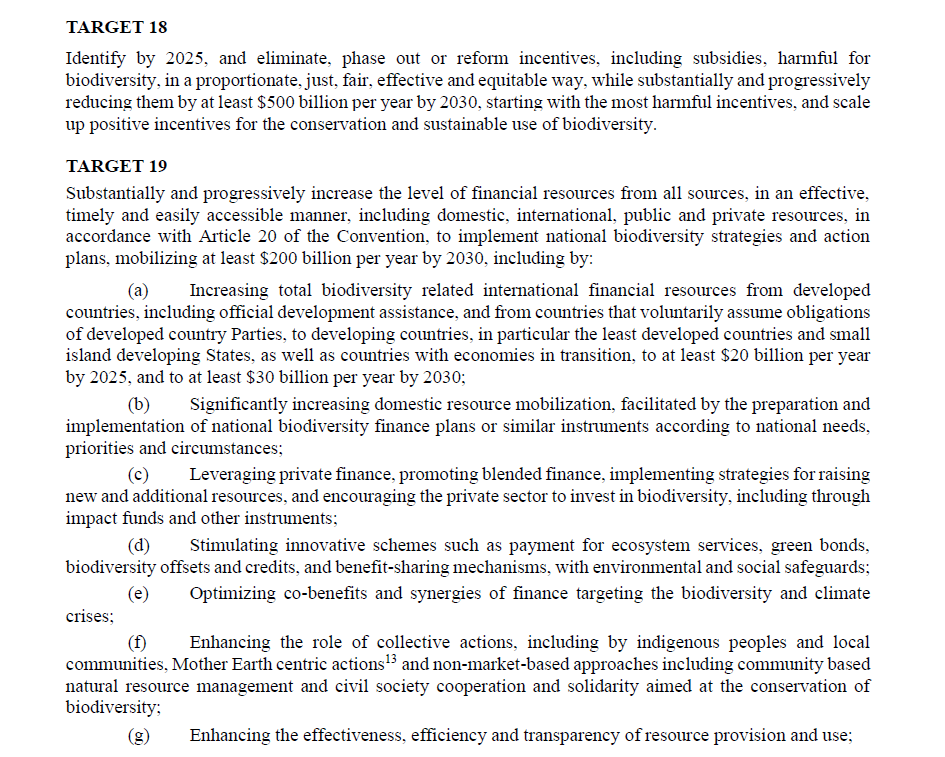 TARGET 18
Identify by 2025, and eliminate, phase out or reform incentives, including subsidies, harmful for
biodiversity, in a proportionate, just, fair, effective and equitable way, while substantially and progressively
reducing them by at least $500 billion per year by 2030, starting with the most harmful incentives, and scale
up positive incentives for the conservation and sustainable use of biodiversity.
TARGET 19
Substantially and progressively increase the level of financial resources from all sources, in an effective,
timely and easily accessible manner, including domestic, international, public and private resources, in
accordance with Article 20 of the Convention, to implement national biodiversity strategies and action
plans, mobilizing at least $200 billion per year by 2030, including by:
(a) Increasing total biodiversity related international financial resources from developed
countries, including official development assistance, and from countries that voluntarily assume obligations
of developed country Parties, to developing countries, in particular the least developed countries and small
island developing States, as well as countries with economies in transition, to at least $20 billion per year
by 2025, and to at least $30 billion per year by 2030;
(b) Significantly increasing domestic resource mobilization, facilitated by the preparation and
implementation of national biodiversity finance plans or similar instruments according to national needs,
priorities and circumstances;
(c) Leveraging private finance, promoting blended finance, implementing strategies for raising
new and additional resources, and encouraging the private sector to invest in biodiversity, including through
impact funds and other instruments;
(d) Stimulating innovative schemes such as payment for ecosystem services, green bonds,
biodiversity offsets and credits, and benefit-sharing mechanisms, with environmental and social safeguards;
(e) Optimizing co-benefits and synergies of finance targeting the biodiversity and climate
crises;
(f) Enhancing the role of collective actions, including by indigenous peoples and local
communities, Mother Earth centric actions¹³ and non-market-based approaches including community based
natural resource management and civil society cooperation and solidarity aimed at the conservation of
biodiversity;
(g) Enhancing the effectiveness, efficiency and transparency of resource provision and use;